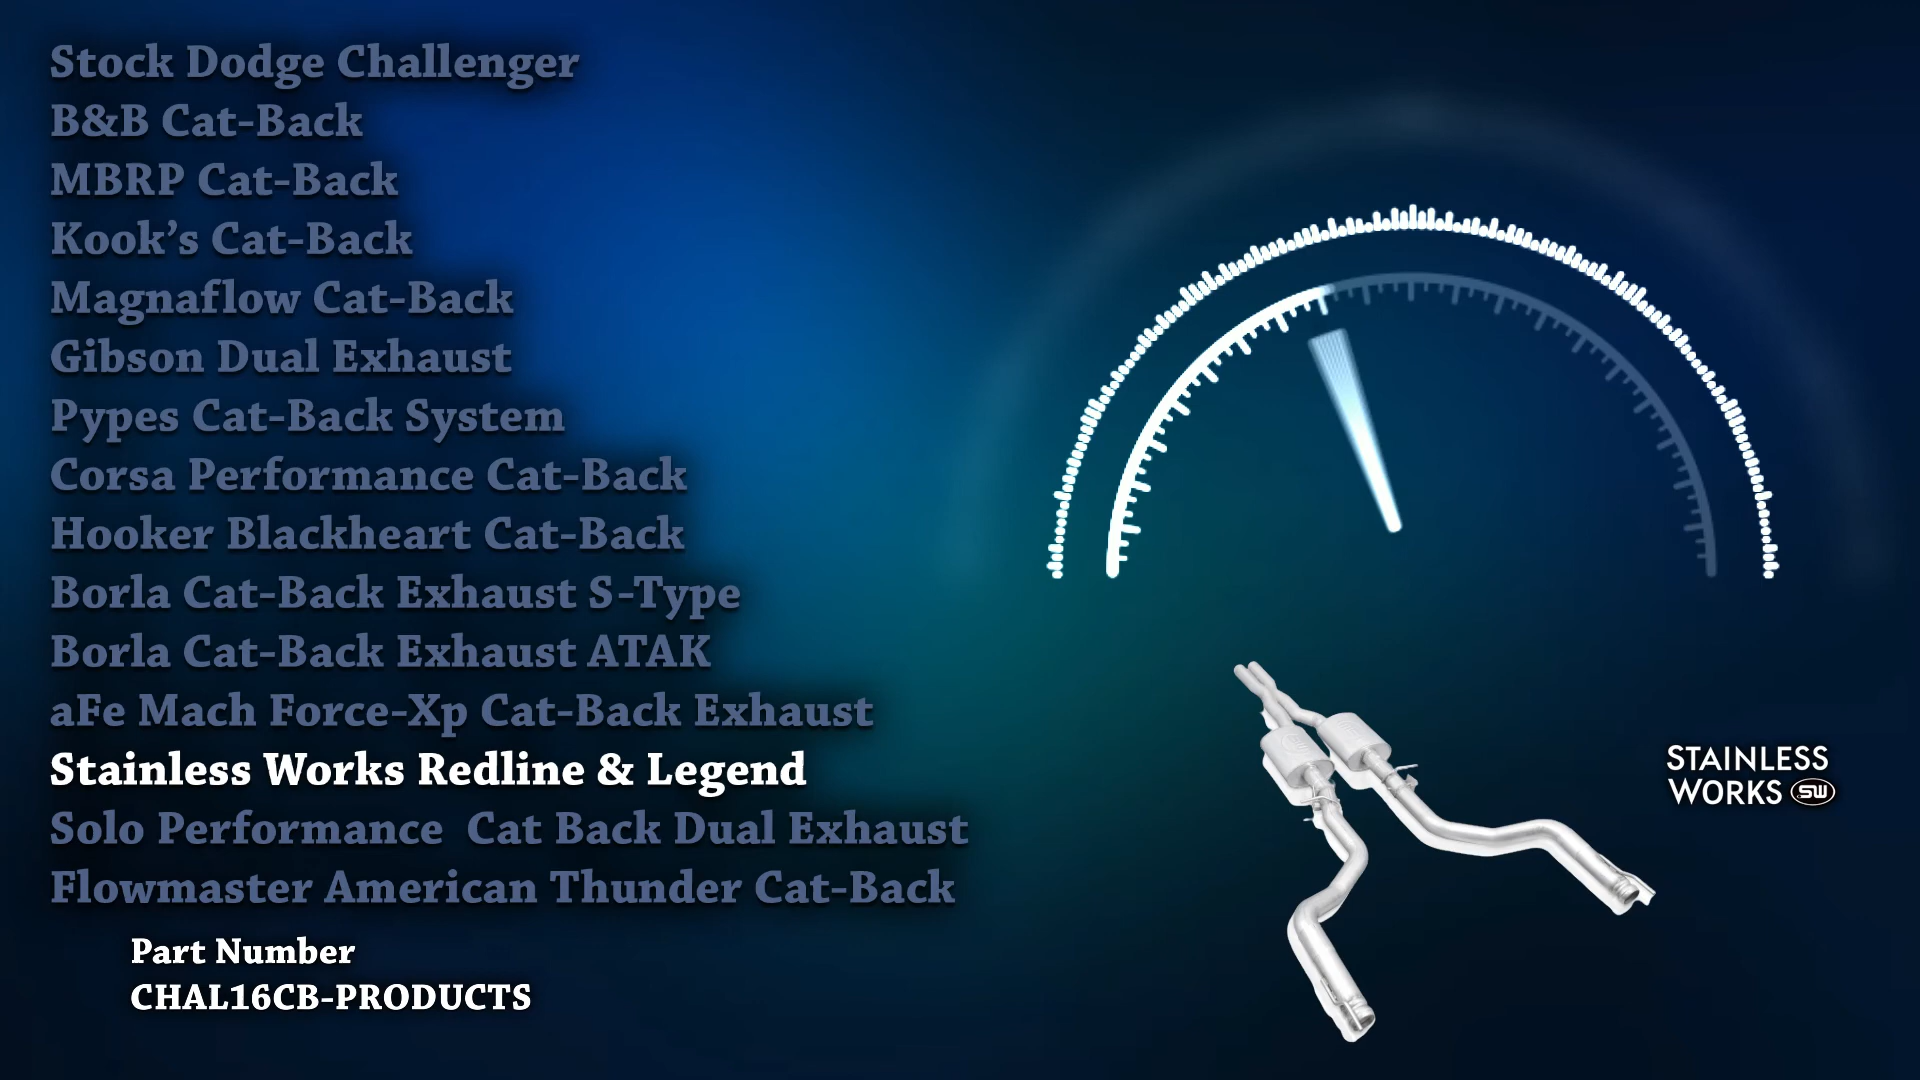 Stock Dodge Challenger
B&B Cat-Back
MBRP Cat-Back
Kook’s Cat-Back
Magnaflow Cat-Back
Gibson Dual Exhaust
Pypes Cat-Back System
Corsa Performance Cat-Back
Hooker Blackheart Cat-Back
Borla Cat-Back Exhaust S-Type
Borla Cat-Back Exhaust ATAK
aFe Mach Force-Xp Cat-Back Exhaust
Stainless Works Redline & Legend
Solo Performance  Cat Back Dual Exhaust
Flowmaster American Thunder Cat-Back
Part Number
CHAL16CB-PRODUCTS
STAINLESS
WORKS SW